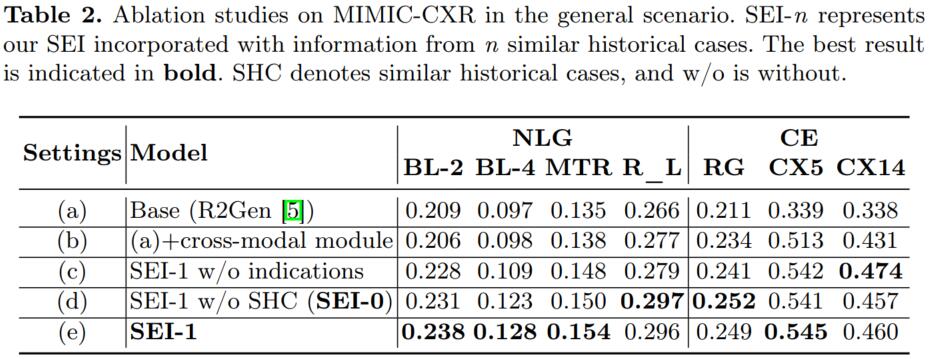 Table 2. Ablation studies on MIMIC-CXR in the general scenario. SEI-n represents
our SEI incorporated with information from n similar historical cases. The best result
is indicated in bold. SHC denotes similar historical cases, and w/o is without.
Settings Model NLG CE
BL-2 BL-4 MTR R_L RG CX5 CX14
(a) Base (R2Gen [5]) 0.209 0.097 0.135 0.266 0.211 0.339 0.338
(b) (a)+cross-modal module 0.206 0.098 0.138 0.277 0.234 0.513 0.431
(c) SEI-1 w/o indications 0.228 0.109 0.148 0.279 0.241 0.542 0.474
(d) SEI-1 w/o SHC (SEI-0) 0.231 0.123 0.150 0.297 0.252 0.541 0.457
(e) SEI-1 0.238 0.128 0.154 0.296 0.249 0.545 0.460